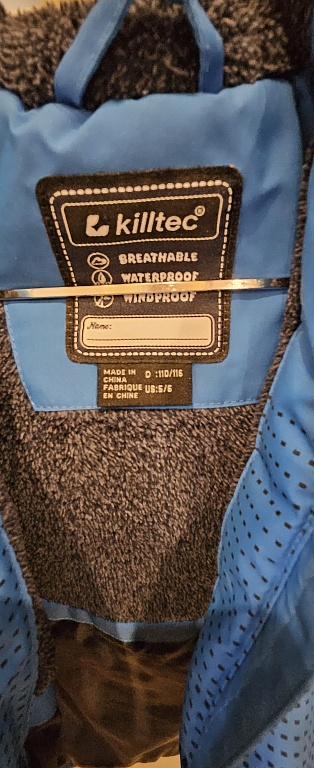 killtec®
BREATHABLE
WATERPROOF
WINDPROOF
Name:
MADE IN
CHINA
FABRIQUE
EN CHINE
D :110/116
US:5/6